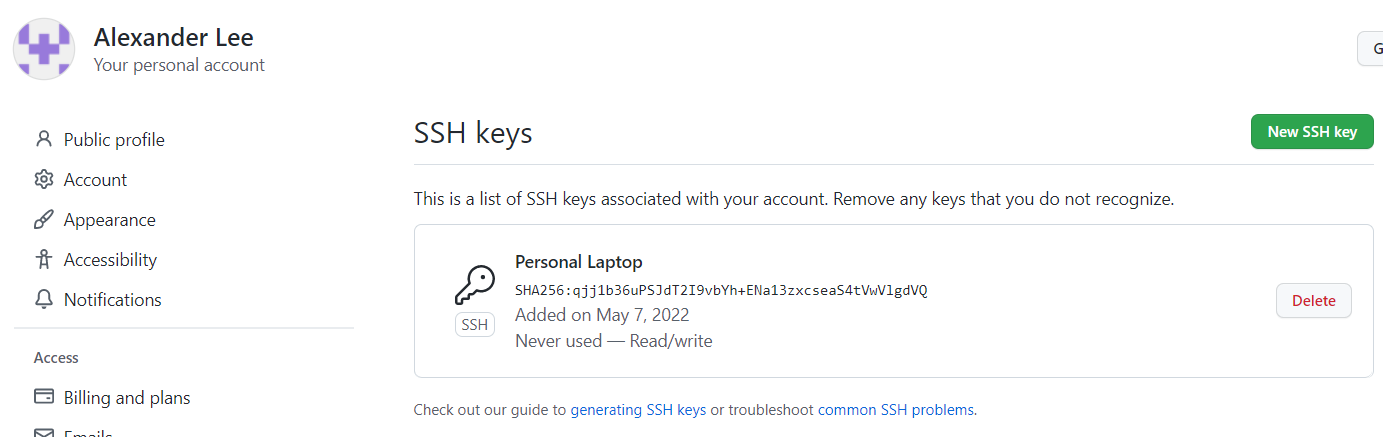 Alexander Lee
Your personal account
G
Public profile
Account
Appearance
Accessibility
Notifications
Access
Billing and plans
Emails
SSH keys
New SSH key
This is a list of SSH keys associated with your account. Remove any keys that you do not recognize.
Personal Laptop
SHA256:qjj1b36uPSJdT2I9vbYh+ENa13zxcseaS4tVwVlgdVQ
Added on May 7, 2022
Never used — Read/write
SSH
Delete
Check out our guide to generating SSH keys or troubleshoot common SSH problems.